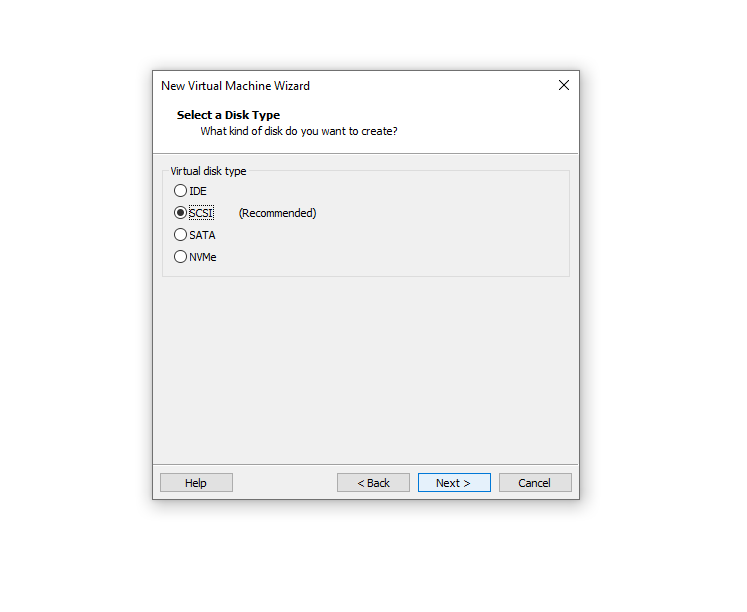 New Virtual Machine Wizard
Select a Disk Type
What kind of disk do you want to create?
Virtual disk type
IDE
SCSI (Recommended)
SATA
NVMe
Help < Back Next > Cancel